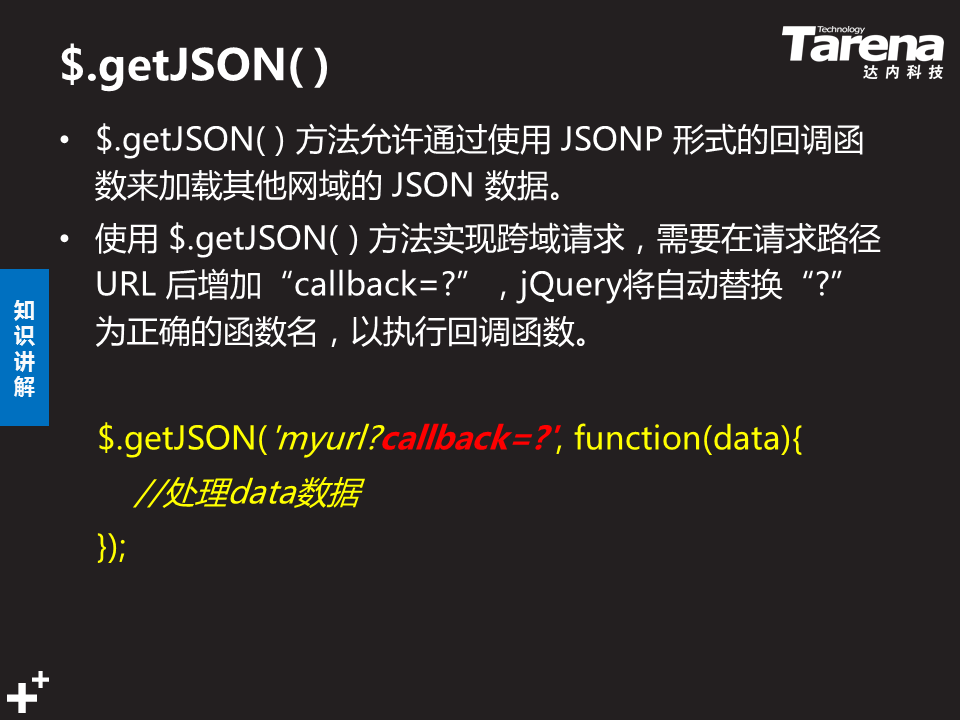 $.getJSON( )
Technology
Tarena
达内科技
• $.getJSON( ) 方法允许通过使用 JSONP 形式的回调函
数来加载其他网域的 JSON 数据。
• 使用 $.getJSON( ) 方法实现跨域请求，需要在请求路径
URL 后增加“callback=?”，jQuery将自动替换“?”
为正确的函数名，以执行回调函数。
知
识
讲
解
$.getJSON('myurl?callback=?', function(data){
//处理data数据
});